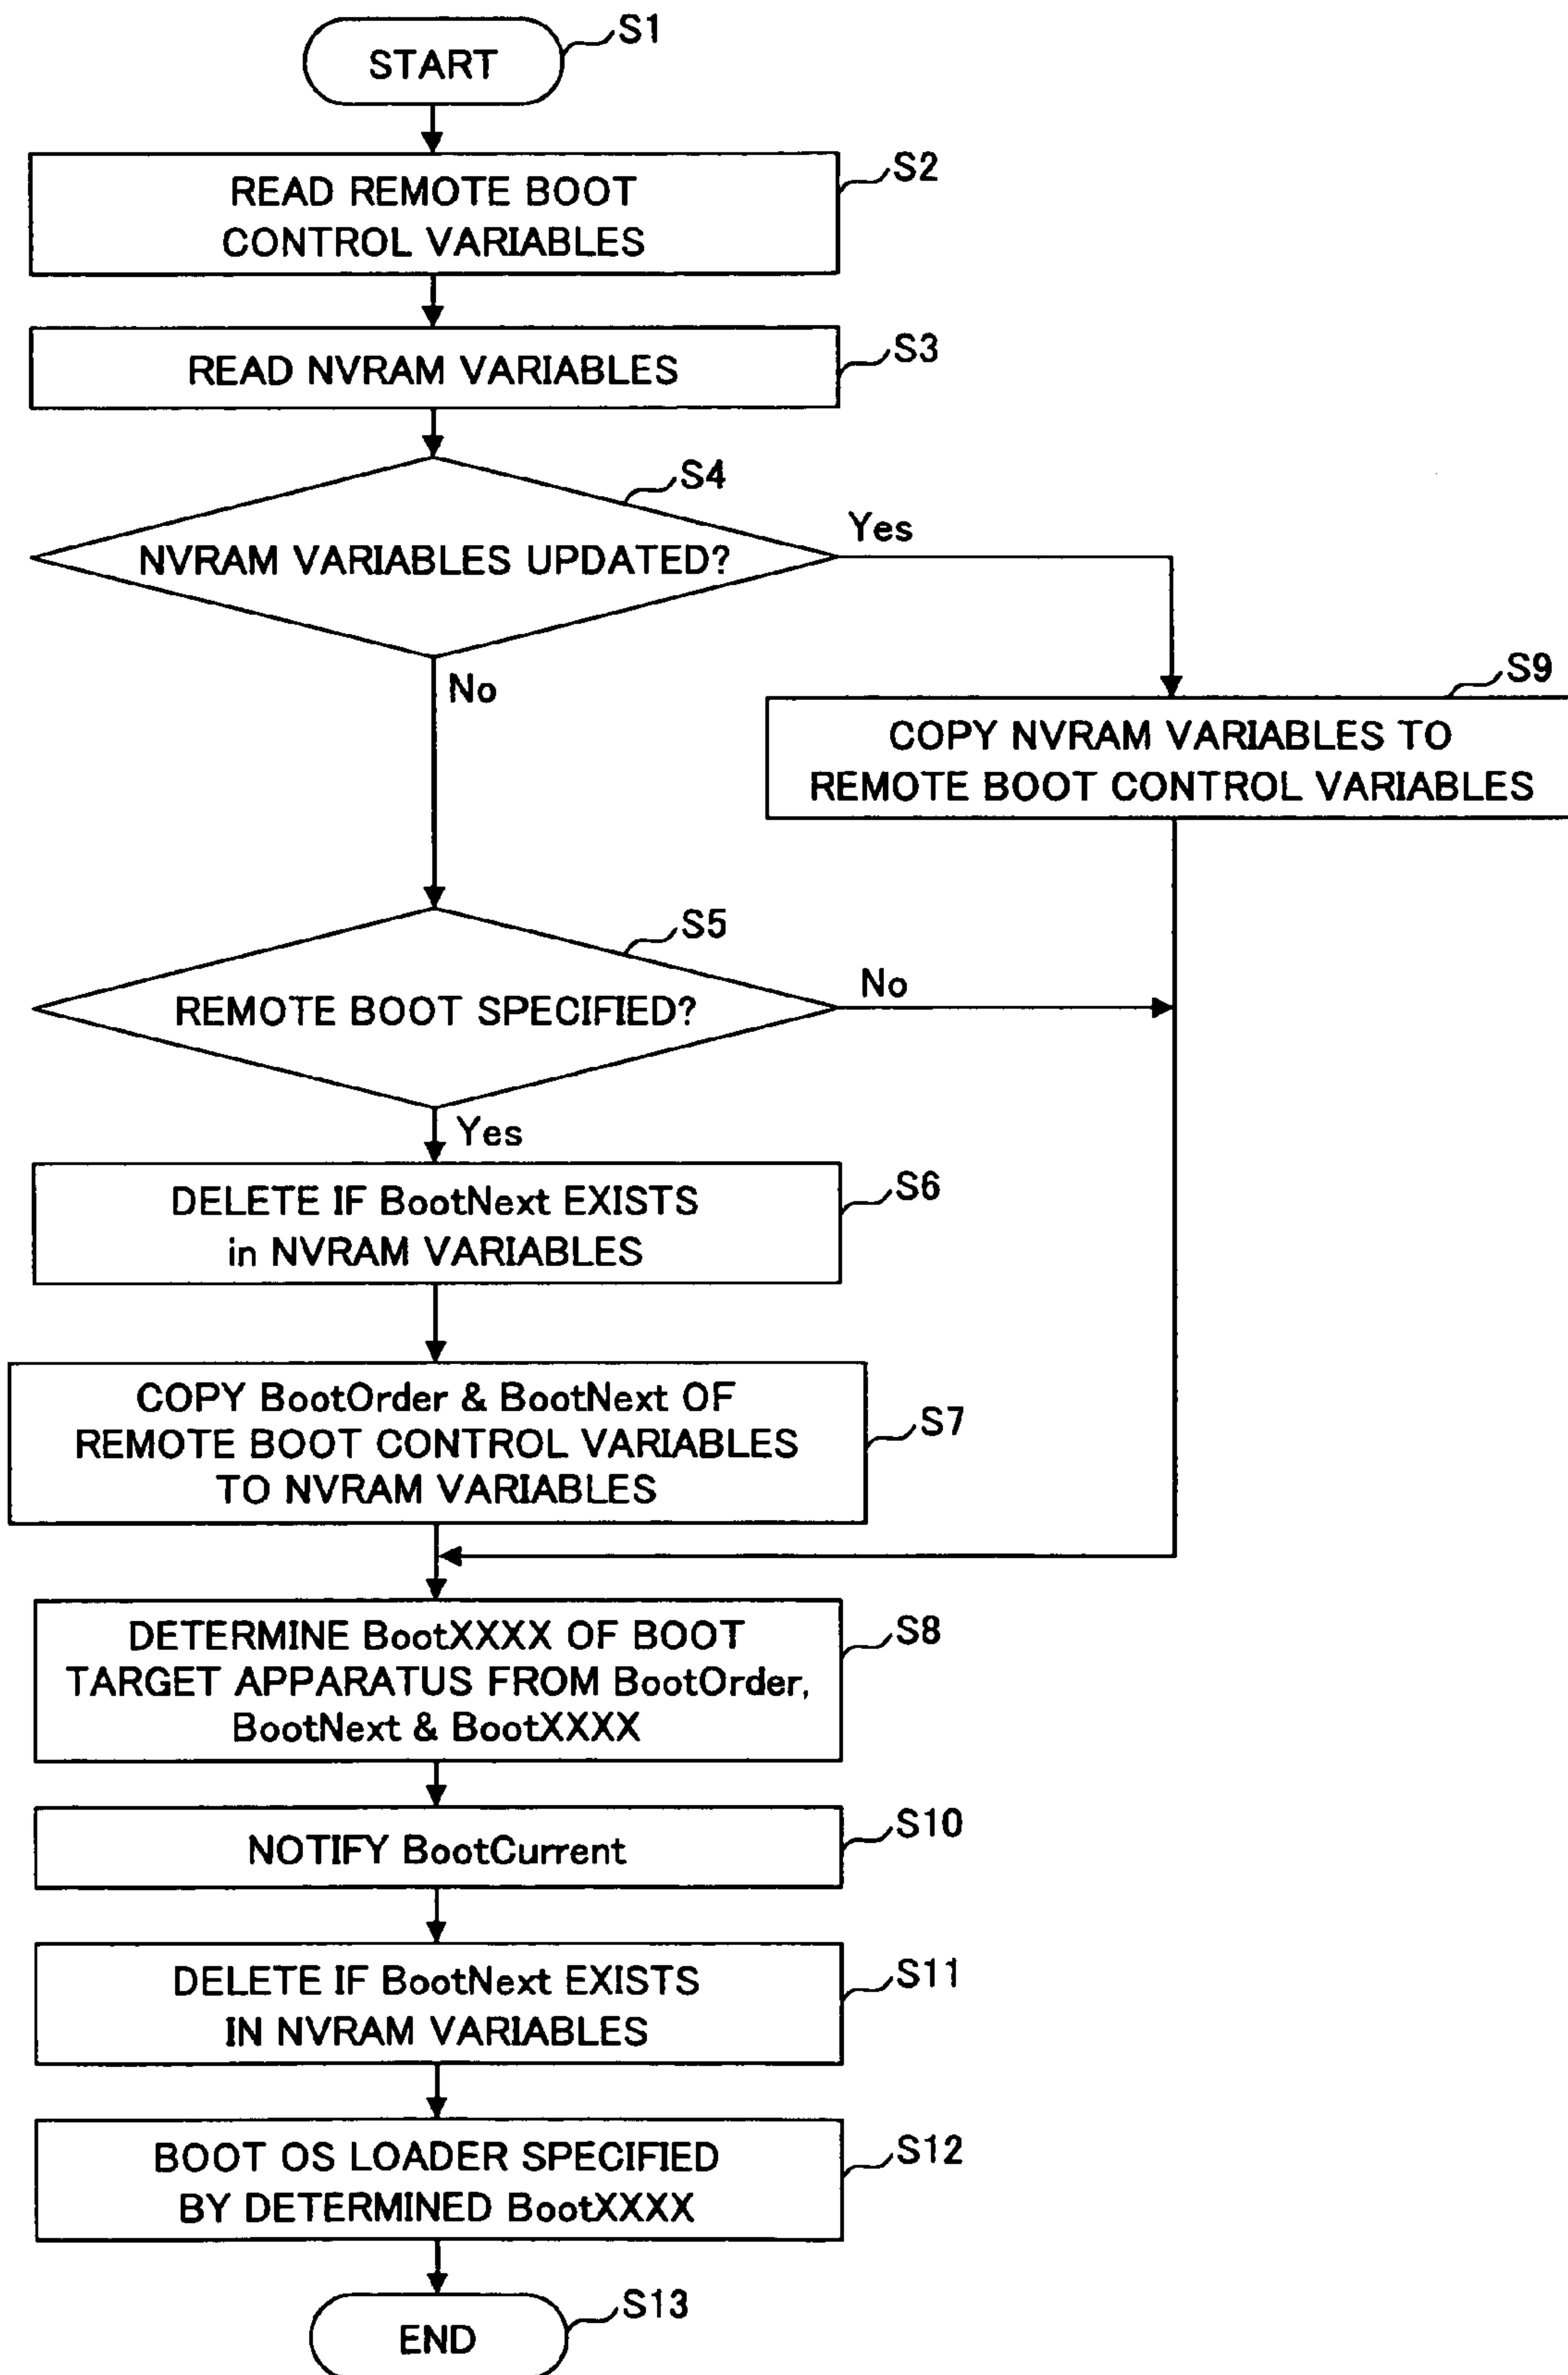 START
S1
READ REMOTE BOOT
CONTROL VARIABLES
S2
READ NVRAM VARIABLES
S3
NVRAM VARIABLES UPDATED?
S4
Yes
No
COPY NVRAM VARIABLES TO
REMOTE BOOT CONTROL VARIABLES
S9
REMOTE BOOT SPECIFIED?
S5
No
Yes
DELETE IF BootNext EXISTS
in NVRAM VARIABLES
S6
COPY BootOrder & BootNext OF
REMOTE BOOT CONTROL VARIABLES
TO NVRAM VARIABLES
S7
DETERMINE BootXXXX OF BOOT
TARGET APPARATUS FROM BootOrder,
BootNext & BootXXXX
S8
NOTIFY BootCurrent
S10
DELETE IF BootNext EXISTS
IN NVRAM VARIABLES
S11
BOOT OS LOADER SPECIFIED
BY DETERMINED BootXXXX
S12
END
S13